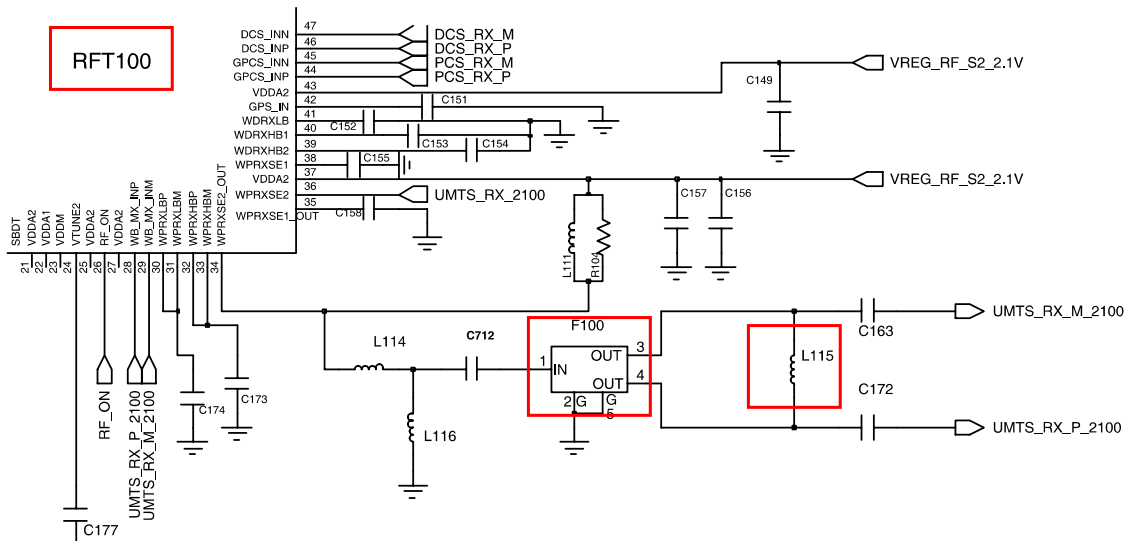 RFT100
DCS_INN 47 DCS_RX_M
DCS_INP 46 DCS_RX_P
GPCS_INN 45 PCS_RX_M
GPCS_INP 44 PCS_RX_P
VDDA2 43
GPS_IN 42
WDRXLB 41
WDRXHB1 40
WDRXHB2 39
WPRXSE1 38
VDDA2 37
WPRXSE2 36 UMTS_RX_2100
WPRXSE1_OUT 35
C149 VREG_RF_S2_2.1V
C151
C152
C153 C154
C155
C158
C157 C156 VREG_RF_S2_2.1V
SBDT 21
VDDA2 22
VDDA1 23
VDDM 24
VTUNE2 25
VDDA2 26
RF_ON 27
VDDA2 28
WB_MX_INP 29
WB_MX_INM 30
WPRXLBP 31
WPRXLBM 32
WPRXHBP 33
WPRXHBM 34
WPRXSE2_OUT
L111
R104
F100
L114
C712
1 IN
OUT 3
OUT 4
2 G
G 5
L116
L115
C163 UMTS_RX_M_2100
C172 UMTS_RX_P_2100
C174
C173
RF_ON
UMTS_RX_P_2100
UMTS_RX_M_2100
C177